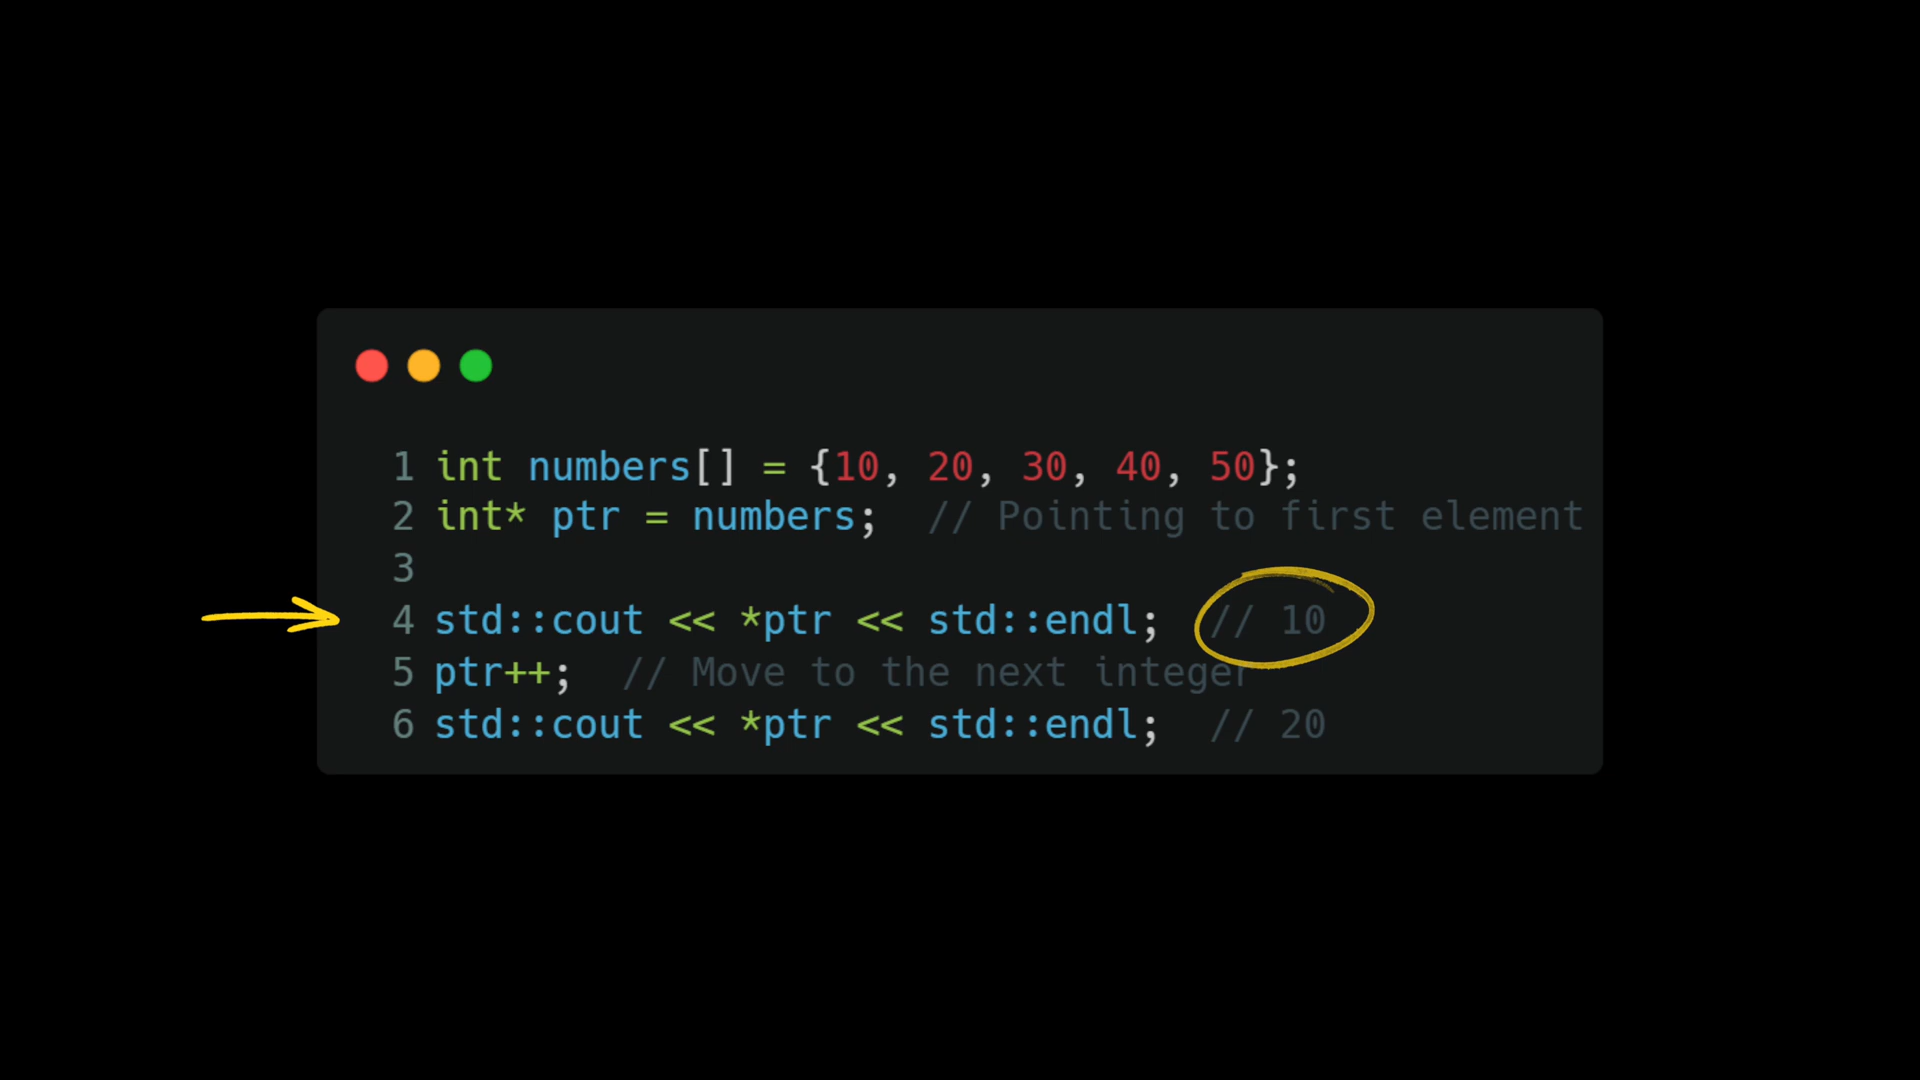 1 int numbers[] = {10, 20, 30, 40, 50};
2 int* ptr = numbers;  // Pointing to first element
3
4 std::cout << *ptr << std::endl;  // 10
5 ptr++;  // Move to the next integer
6 std::cout << *ptr << std::endl;  // 20